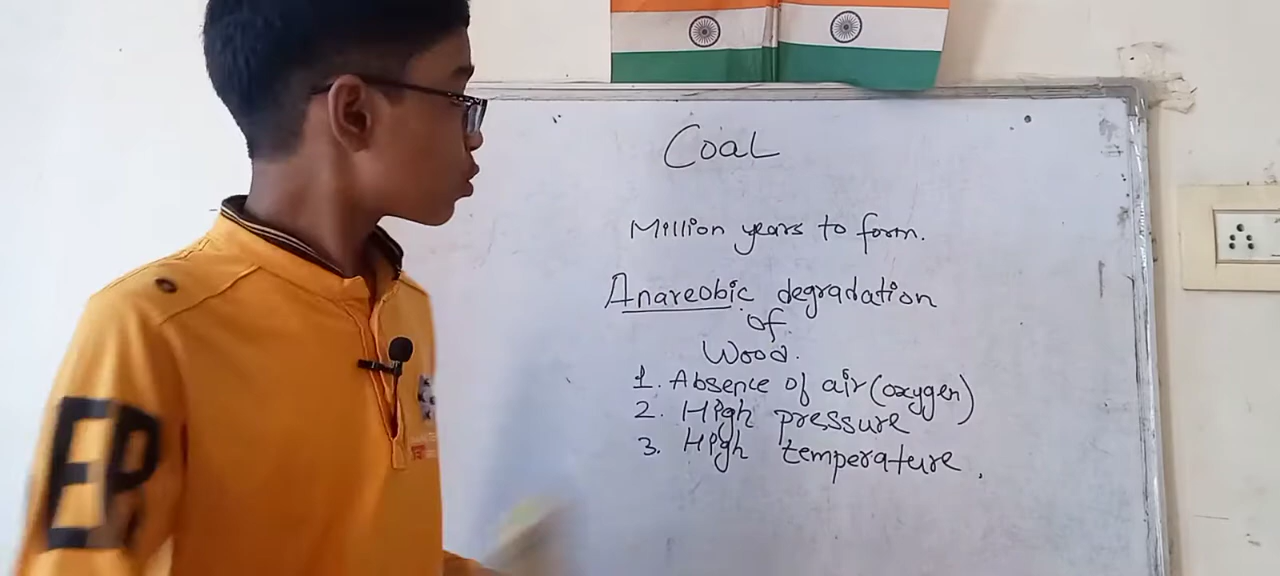 Coal
Million years to form.
Anareobic degradation
of
Wood.
1. Absence of air (oxygen)
2. High pressure
3. High temperature.